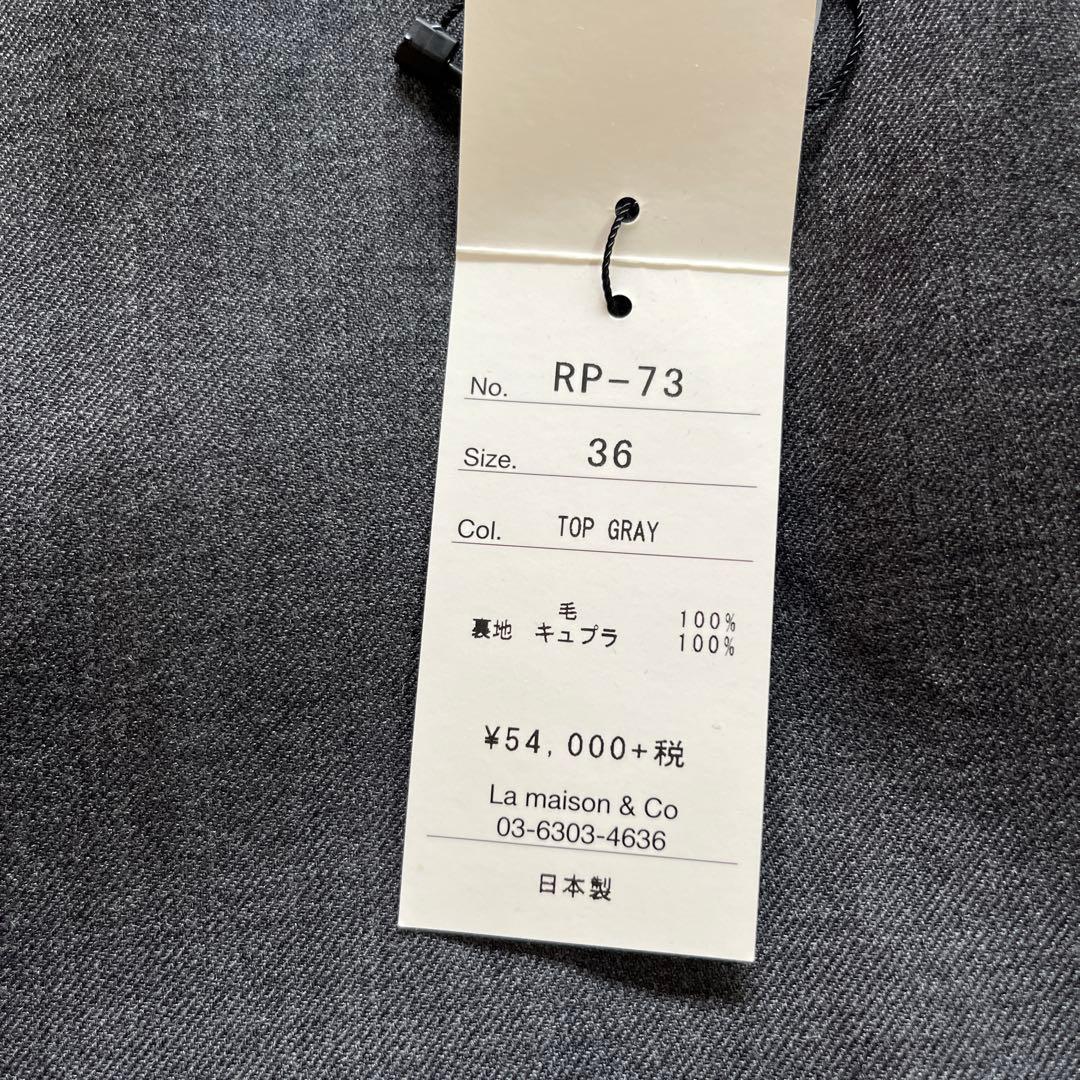 No. RP-73
Size. 36
Col. TOP GRAY
毛 100%
裏地 キュプラ 100%
¥54,000+税
La maison & Co
03-6303-4636
日本製